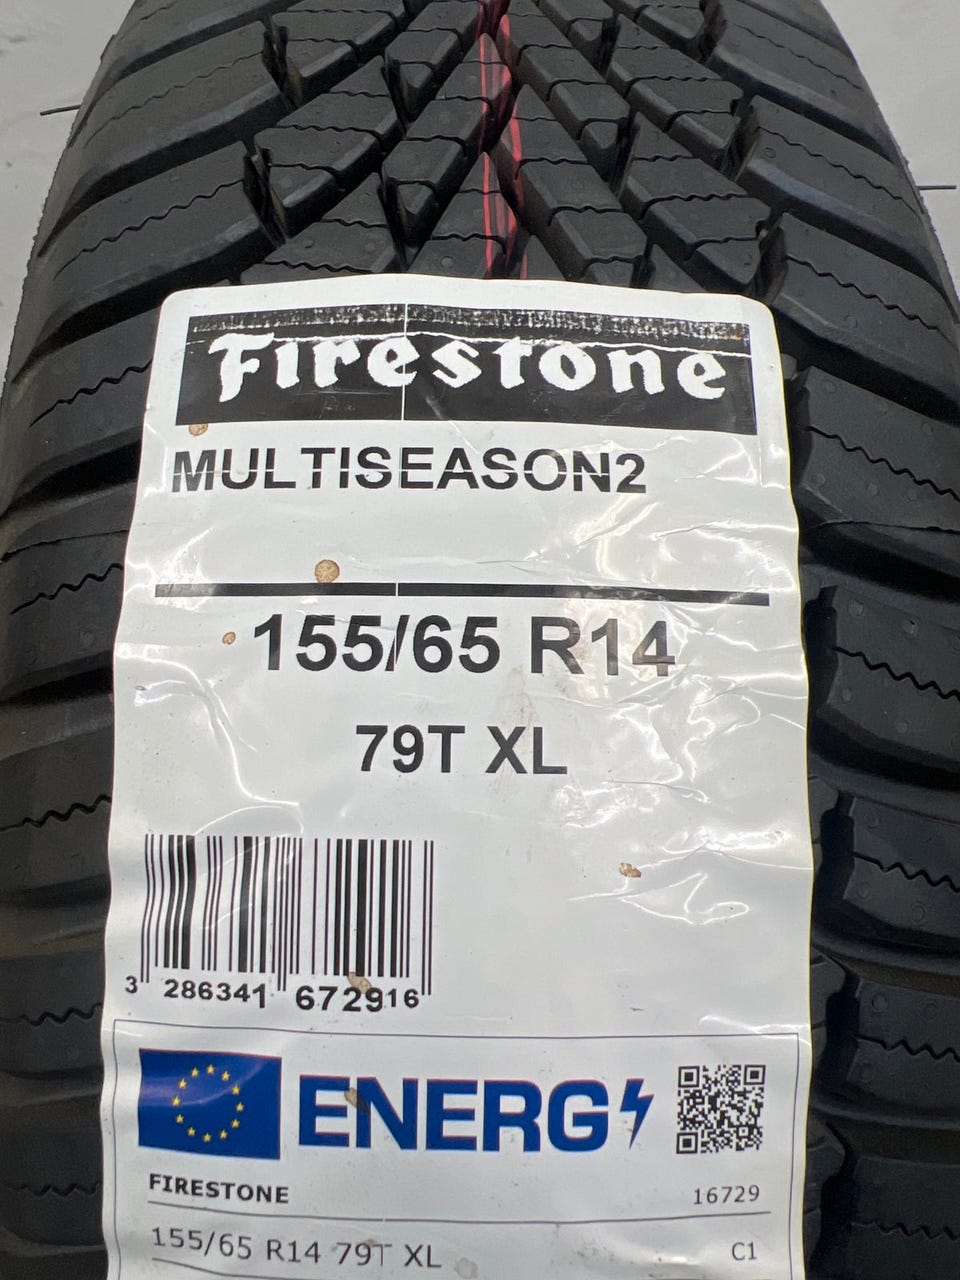 Firestone
MULTISEASON2
155/65 R14
79T XL
3 286341 672916
ENERG
FIRESTONE 16729
155/65 R14 79T XL C1